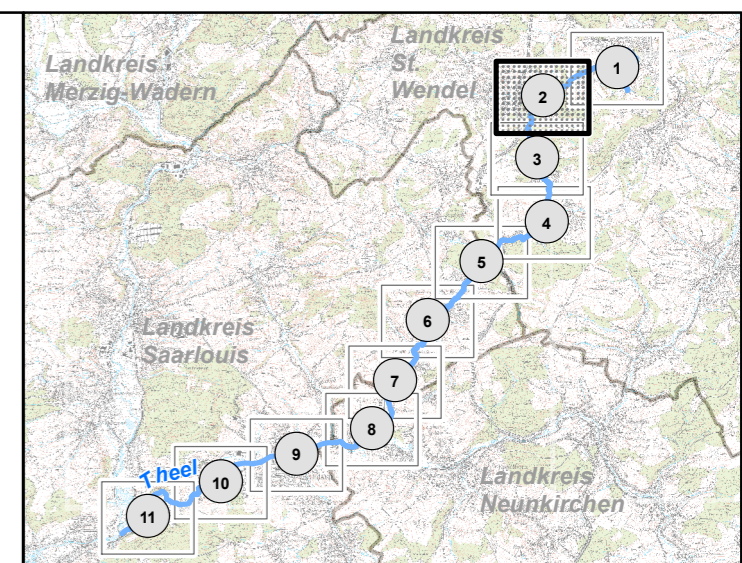 Landkreis
Merzig-Wadern
Landkreis
St.
Wendel
1
2
3
4
5
6
Landkreis
Saarlouis
7
8
9
Theel
10
11
Landkreis
Neunkirchen